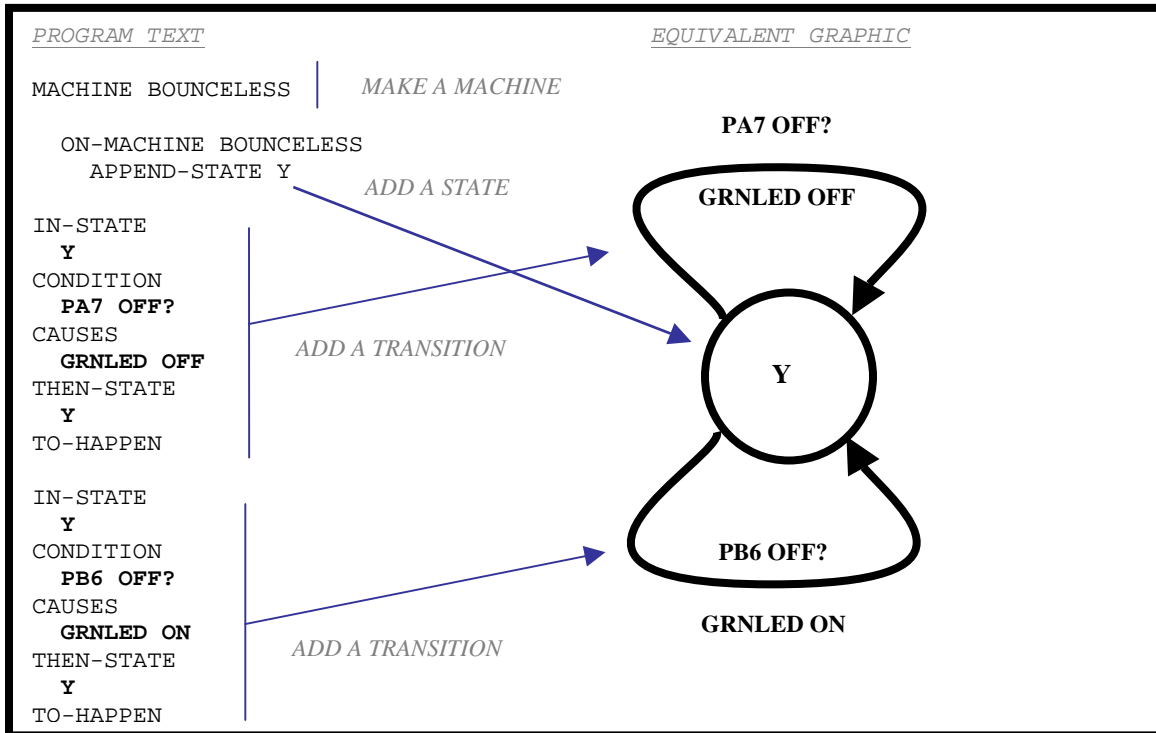 PROGRAM TEXT
EQUIVALENT GRAPHIC
MACHINE BOUNCELESS
MAKE A MACHINE
ON-MACHINE BOUNCELESS
APPEND-STATE Y
ADD A STATE
IN-STATE
Y
CONDITION
PA7 OFF?
CAUSES
GRNLED OFF
THEN-STATE
Y
TO-HAPPEN
ADD A TRANSITION
IN-STATE
Y
CONDITION
PB6 OFF?
CAUSES
GRNLED ON
THEN-STATE
Y
TO-HAPPEN
ADD A TRANSITION
PA7 OFF?
GRNLED OFF
Y
PB6 OFF?
GRNLED ON